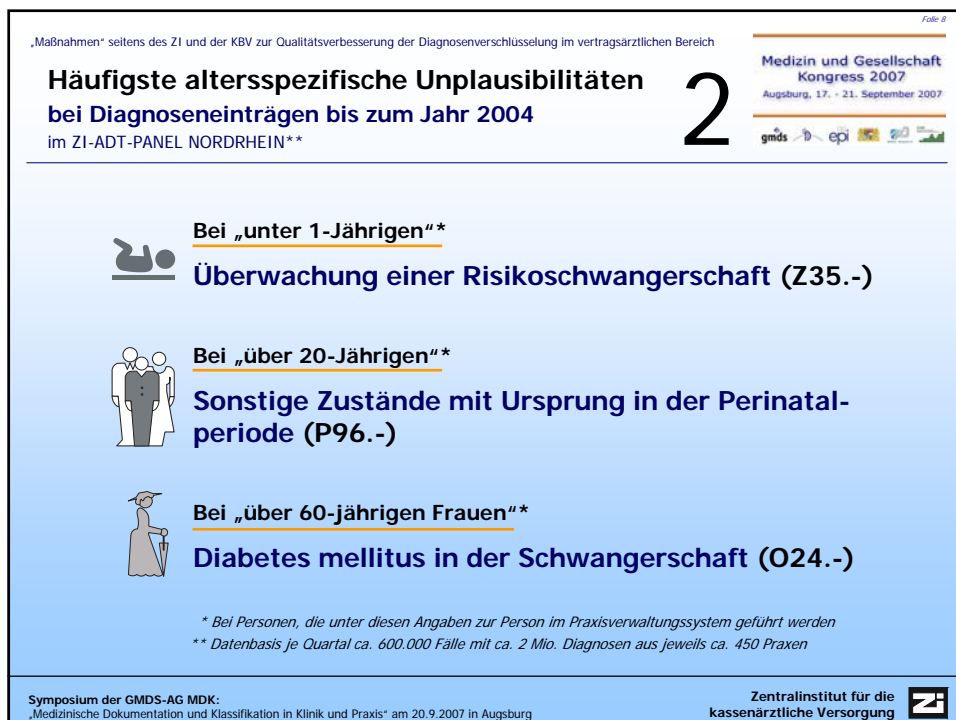 Folie 8
„Maßnahmen“ seitens des ZI und der KBV zur Qualitätsverbesserung der Diagnosenverschlüsselung im vertragsärztlichen Bereich
Häufigste altersspezifische Unplausibilitäten
bei Diagnoseneinträgen bis zum Jahr 2004
im ZI-ADT-PANEL NORDRHEIN**
2
Medizin und Gesellschaft
Kongress 2007
Augsburg, 17. - 21. September 2007
gmds epi
Bei „unter 1-Jährigen“*
Überwachung einer Risikoschwangerschaft (Z35.-)
Bei „über 20-Jährigen“*
Sonstige Zustände mit Ursprung in der Perinatal-
periode (P96.-)
Bei „über 60-jährigen Frauen“*
Diabetes mellitus in der Schwangerschaft (O24.-)
* Bei Personen, die unter diesen Angaben zur Person im Praxisverwaltungssystem geführt werden
** Datenbasis je Quartal ca. 600.000 Fälle mit ca. 2 Mio. Diagnosen aus jeweils ca. 450 Praxen
Symposium der GMDS-AG MDK:
„Medizinische Dokumentation und Klassifikation in Klinik und Praxis“ am 20.9.2007 in Augsburg
Zentralinstitut für die
kassenärztliche Versorgung
Zi